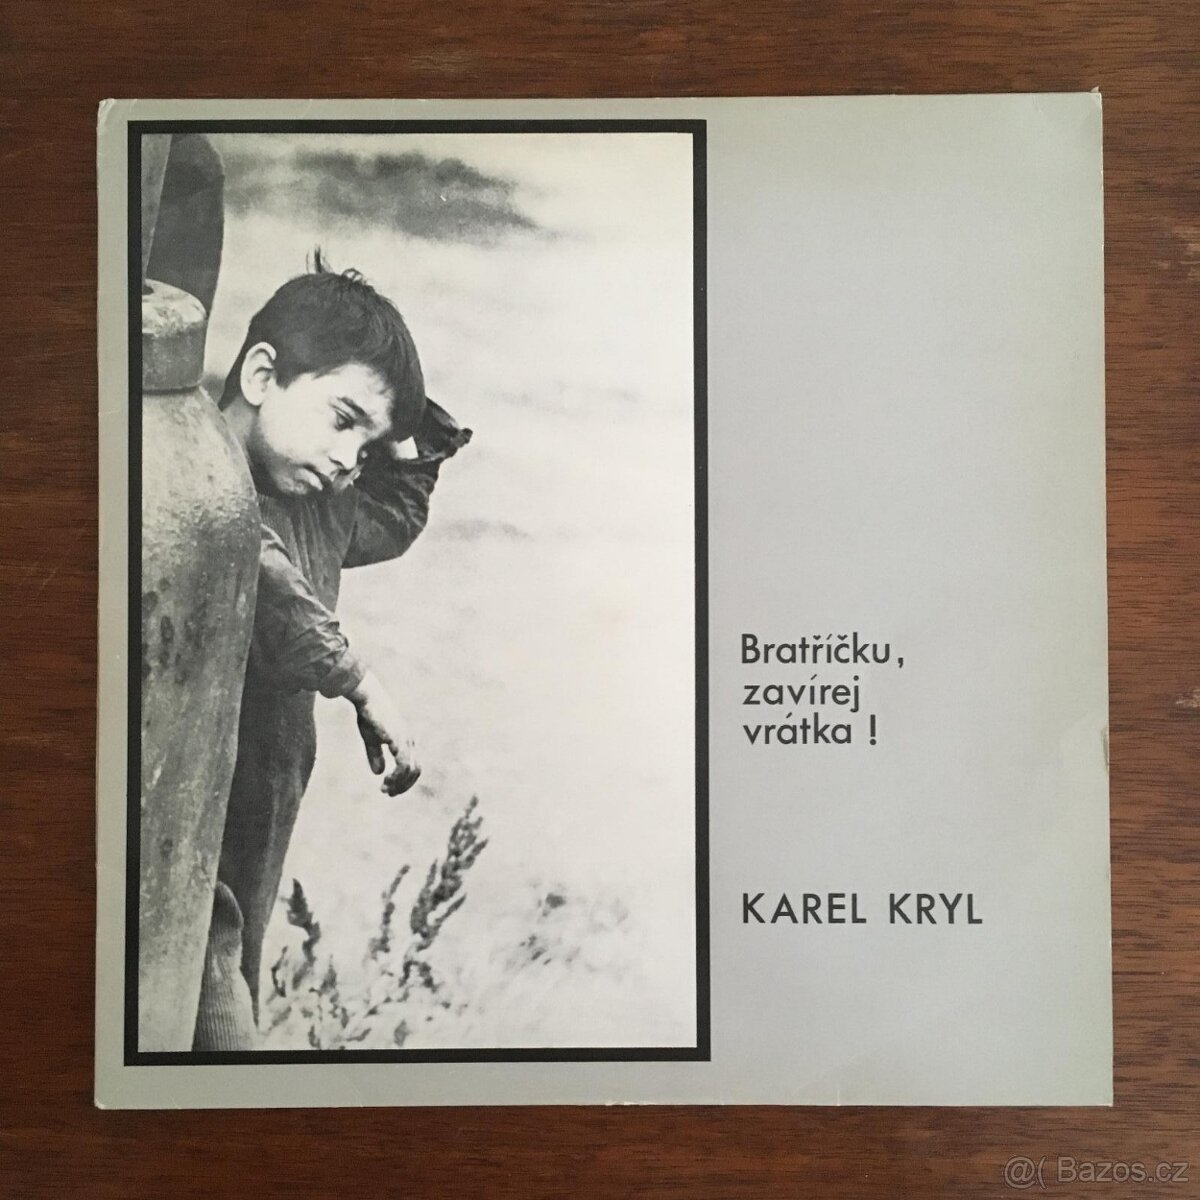 Bratříčku,
zavírej
vrátka !
KAREL KRYL
@( Bazos.cz